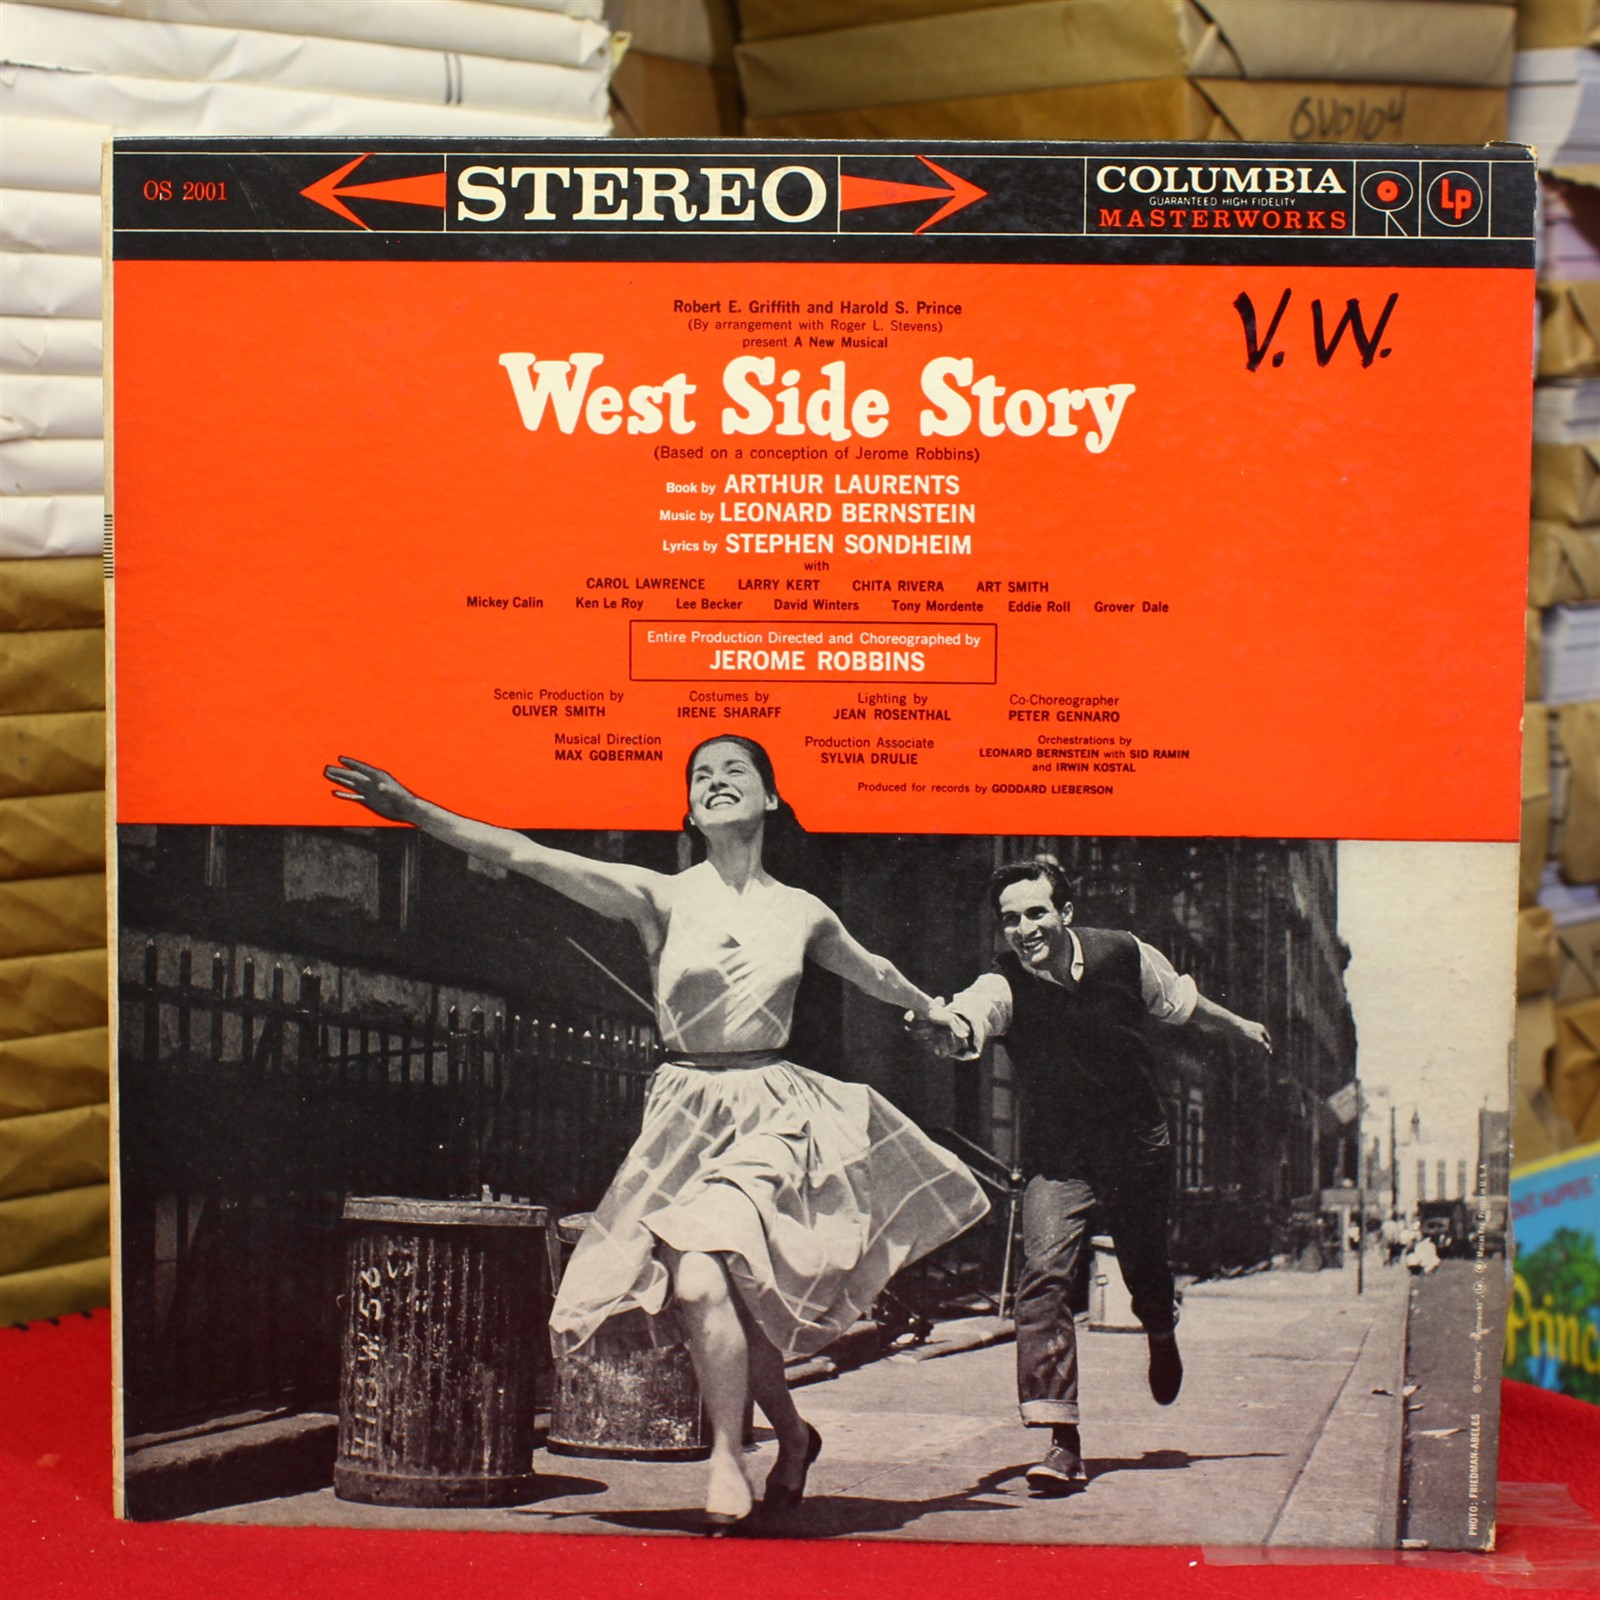 OVD104
OS 2001
STEREO
COLUMBIA
GUARANTEED HIGH FIDELITY
MASTERWORKS
LP
Robert E. Griffith and Harold S. Prince
(By arrangement with Roger L. Stevens)
present A New Musical
V.W.
West Side Story
(Based on a conception of Jerome Robbins)
Book by ARTHUR LAURENTS
Music by LEONARD BERNSTEIN
Lyrics by STEPHEN SONDHEIM
with
CAROL LAWRENCE LARRY KERT CHITA RIVERA ART SMITH
Mickey Calin Ken Le Roy Lee Becker David Winters Tony Mordente Eddie Roll Grover Dale
Entire Production Directed and Choreographed by
JEROME ROBBINS
Scenic Production by Costumes by Lighting by Co-Choreographer
OLIVER SMITH IRENE SHARAFF JEAN ROSENTHAL PETER GENNARO
Musical Direction Production Associate Orchestrations by
MAX GOBERMAN SYLVIA DRULIE LEONARD BERNSTEIN with SID RAMIN
and IRWIN KOSTAL
Produced for records by GODDARD LIEBERSON
PHOTO: FRIEDMAN-ABELES
Princ